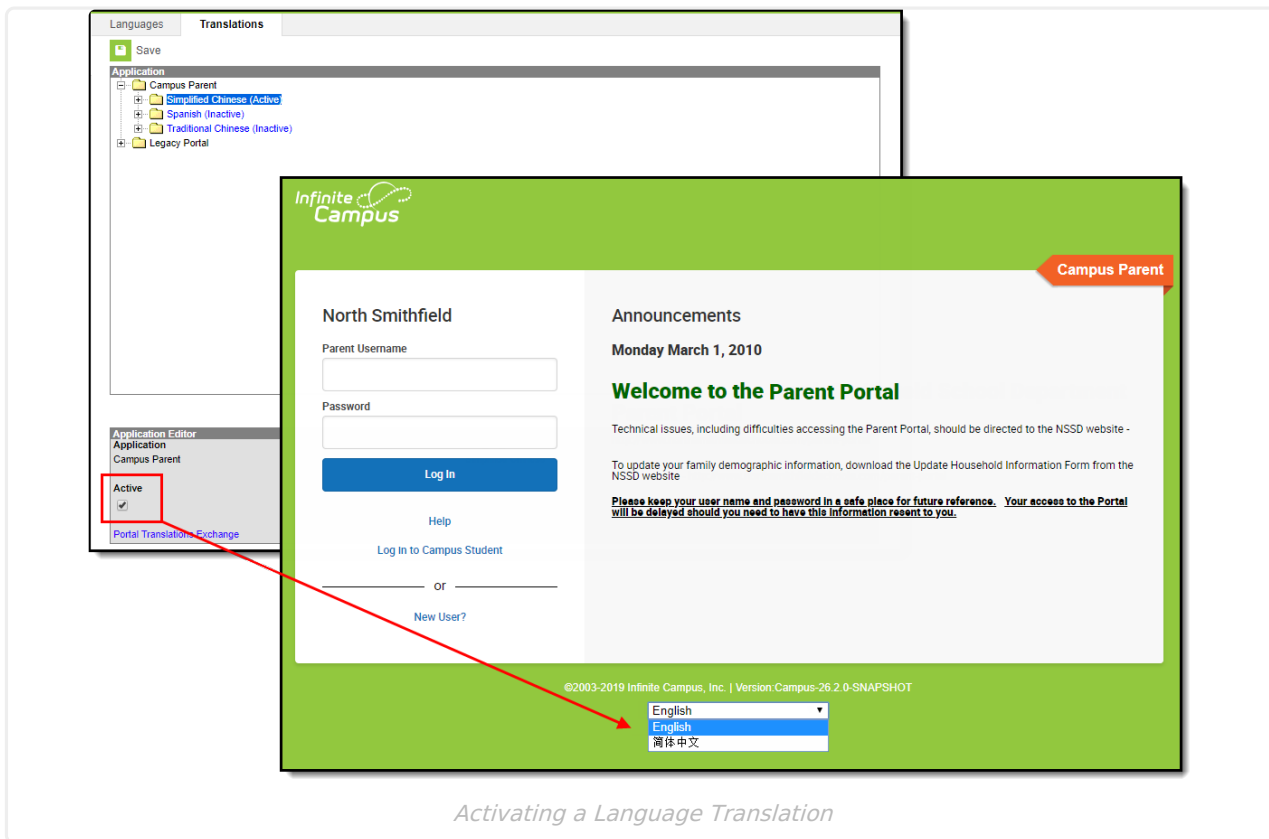 Languages
Translations
Save
Application
Campus Parent
Simplified Chinese (Active)
Spanish (Inactive)
Traditional Chinese (Inactive)
Legacy Portal
Application Editor
Application
Campus Parent
Active
Portal Translations Exchange
Infinite
Campus
Campus Parent
North Smithfield
Parent Username
Password
Log In
Help
Log In to Campus Student
or
New User?
Announcements
Monday March 1, 2010
Welcome to the Parent Portal
Technical issues, including difficulties accessing the Parent Portal, should be directed to the NSSD website -
To update your family demographic information, download the Update Household Information Form from the
NSSD website
Please keep your user name and password in a safe place for future reference. Your access to the Portal
will be delayed should you need to have this information resent to you.
©2003-2019 Infinite Campus, Inc. | Version:Campus-26.2.0-SNAPSHOT
English
English
简体中文
Activating a Language Translation